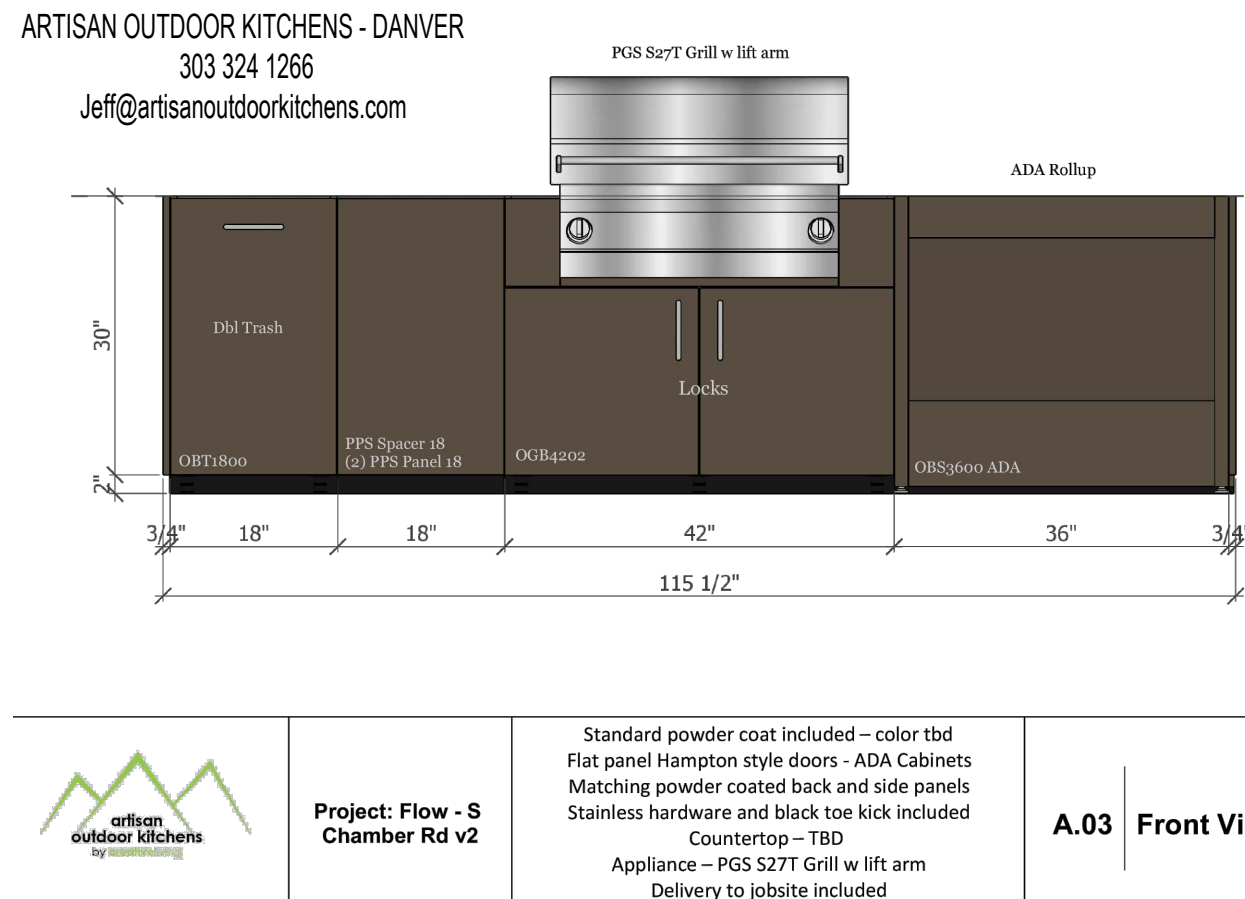 ARTISAN OUTDOOR KITCHENS - DANVER
303 324 1266
Jeff@artisanoutdoorkitchens.com
PGS S27T Grill w lift arm
ADA Rollup
30"
2"
Dbl Trash
OBT1800
PPS Spacer 18
(2) PPS Panel 18
OGB4202
Locks
OBS3600 ADA
3/4"
18"
18"
42"
36"
3/4"
115 1/2"
artisan
outdoor kitchens
by
Project: Flow - S
Chamber Rd v2
Standard powder coat included – color tbd
Flat panel Hampton style doors - ADA Cabinets
Matching powder coated back and side panels
Stainless hardware and black toe kick included
Countertop – TBD
Appliance – PGS S27T Grill w lift arm
Delivery to jobsite included
A.03
Front Vi